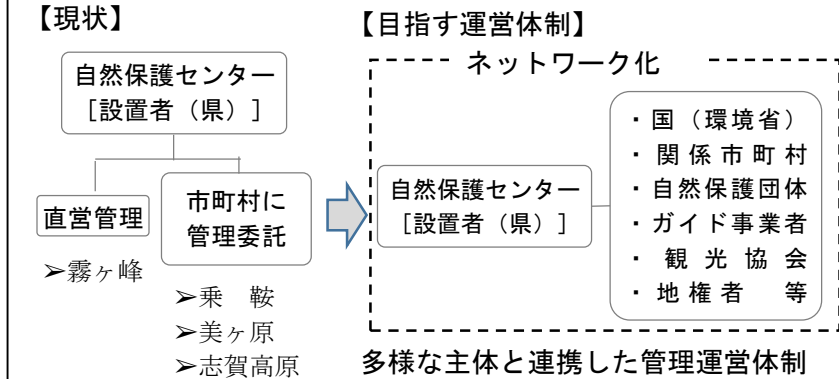 【現状】
自然保護センター
［設置者（県）］
直営管理
➢霧ヶ峰
市町村に
管理委託
➢乗　鞍
➢美ヶ原
➢志賀高原
【目指す運営体制】
ネットワーク化
自然保護センター
［設置者（県）］
・国（環境省）
・関係市町村
・自然保護団体
・ガイド事業者
・観光協会
・地権者　等
多様な主体と連携した管理運営体制